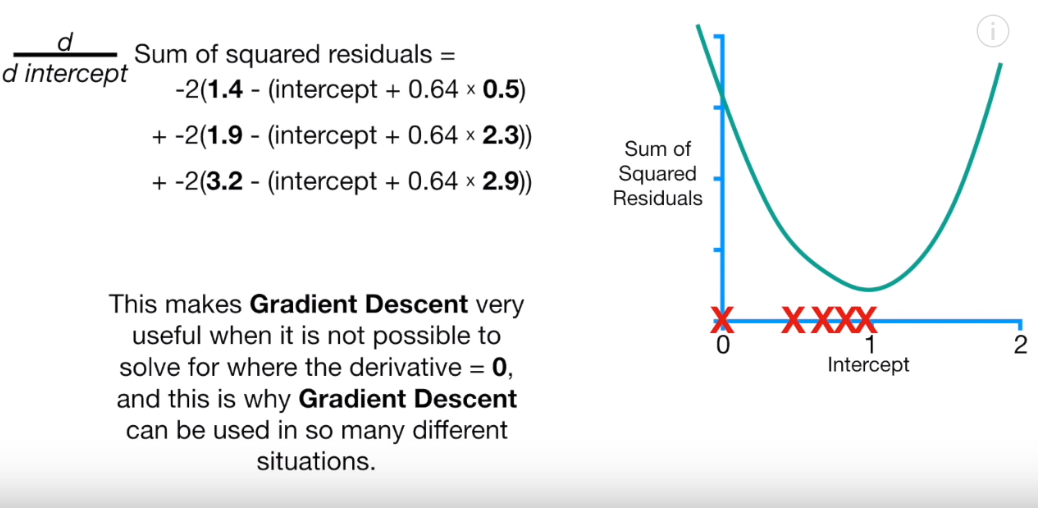 d
d intercept
Sum of squared residuals =
-2(1.4 - (intercept + 0.64 × 0.5)
+ -2(1.9 - (intercept + 0.64 × 2.3))
+ -2(3.2 - (intercept + 0.64 × 2.9))
This makes Gradient Descent very
useful when it is not possible to
solve for where the derivative = 0,
and this is why Gradient Descent
can be used in so many different
situations.
i
Sum of
Squared
Residuals
X X X X X
0 1 2
Intercept